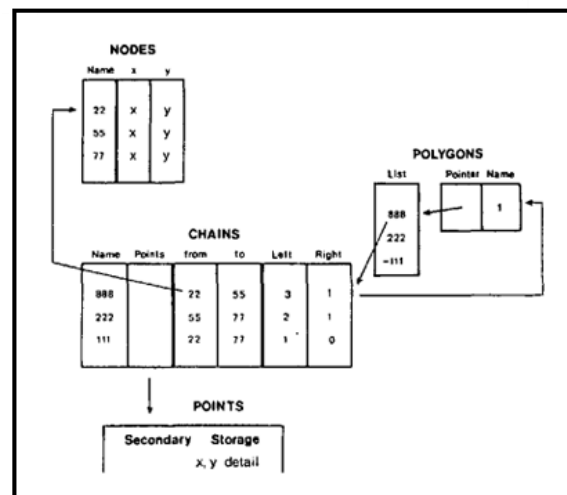 NODES
Name x y
22 x y
55 x y
77 x y
POLYGONS
List Pointer Name
888 1
222
-111
CHAINS
Name Points from to Left Right
888 22 55 3 1
222 55 77 2 1
111 22 77 1 0
POINTS
Secondary Storage
x, y detail